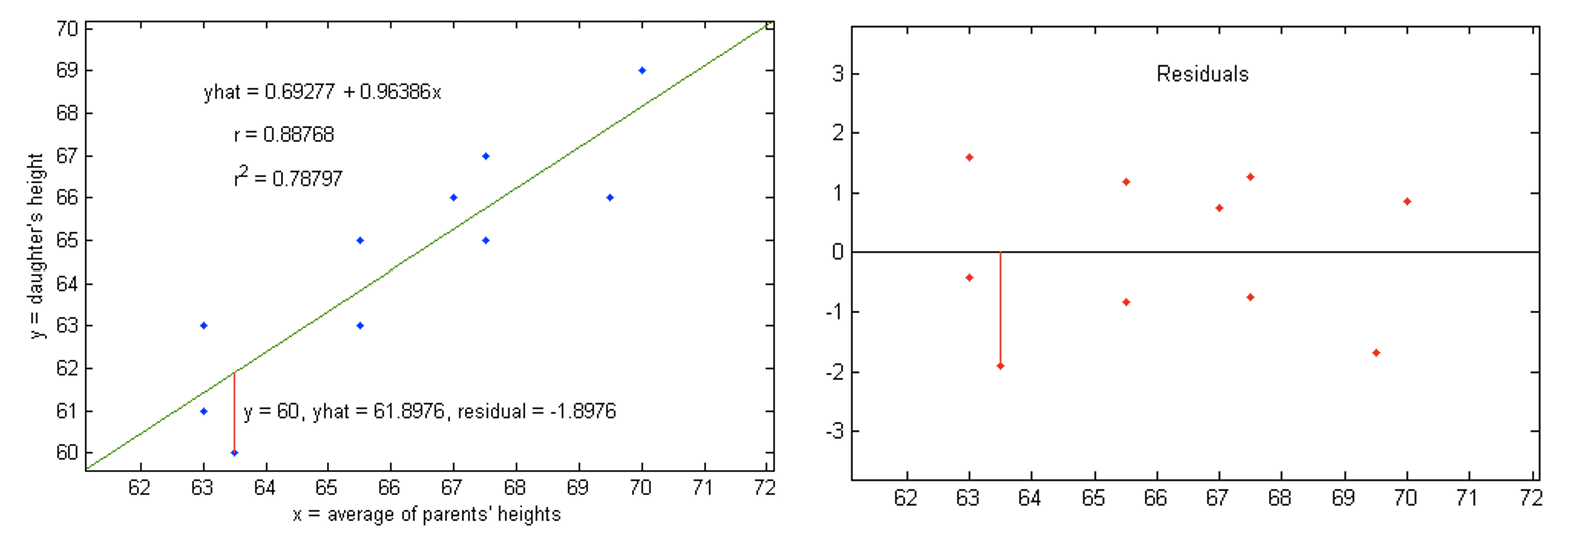 70
69
68
67
66
65
64
63
62
61
60
y = daughter's height
yhat = 0.69277 + 0.96386x
r = 0.88768
r² = 0.78797
y = 60, yhat = 61.8976, residual = -1.8976
62 63 64 65 66 67 68 69 70 71 72
x = average of parents' heights
Residuals
3
2
1
0
-1
-2
-3
62 63 64 65 66 67 68 69 70 71 72